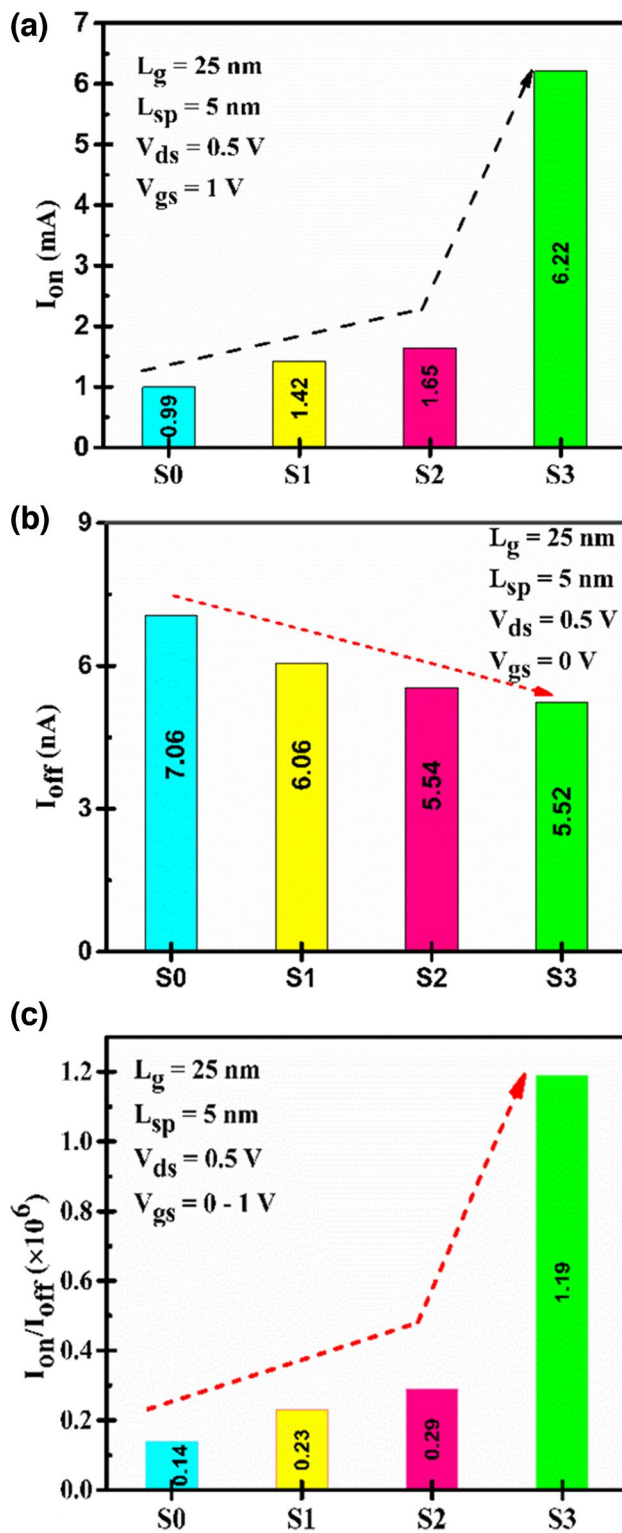 (a)
7
6
5
4
3
2
1
0
I_on (mA)
L_g = 25 nm
L_sp = 5 nm
V_ds = 0.5 V
V_gs = 1 V
0.99
1.42
1.65
6.22
S0 S1 S2 S3
(b)
9
6
3
0
I_off (nA)
L_g = 25 nm
L_sp = 5 nm
V_ds = 0.5 V
V_gs = 0 V
7.06
6.06
5.54
5.52
S0 S1 S2 S3
(c)
1.2
1.0
0.8
0.6
0.4
0.2
0.0
I_on/I_off (×10^6)
L_g = 25 nm
L_sp = 5 nm
V_ds = 0.5 V
V_gs = 0 - 1 V
0.14
0.23
0.29
1.19
S0 S1 S2 S3